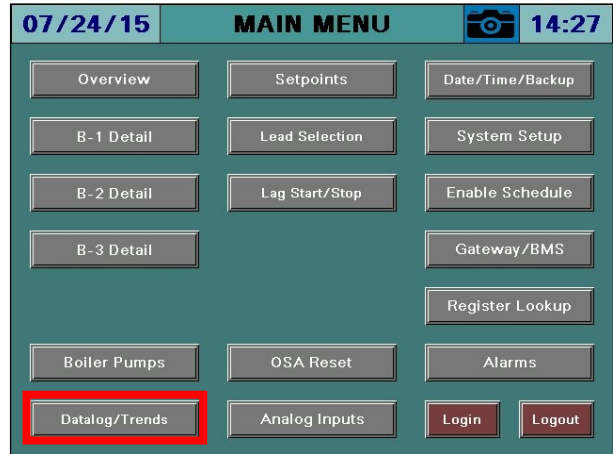 07/24/15 MAIN MENU 14:27
Overview Setpoints Date/Time/Backup
B-1 Detail Lead Selection System Setup
B-2 Detail Lag Start/Stop Enable Schedule
B-3 Detail Gateway/BMS
Register Lookup
Boiler Pumps OSA Reset Alarms
Datalog/Trends Analog Inputs Login Logout